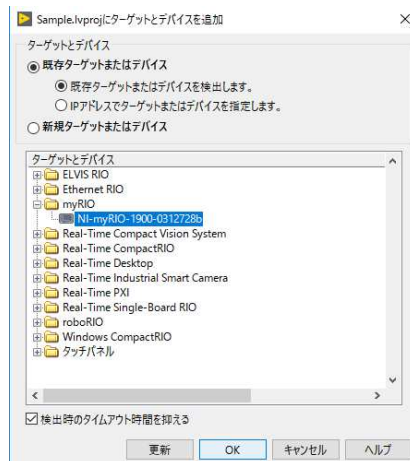 Sample.lvprojにターゲットとデバイスを追加
ターゲットとデバイス
既存ターゲットまたはデバイス
既存ターゲットまたはデバイスを検出します。
IPアドレスでターゲットまたはデバイスを指定します。
新規ターゲットまたはデバイス
ターゲットとデバイス
ELVIS RIO
Ethernet RIO
myRIO
NI-myRIO-1900-0312728b
Real-Time Compact Vision System
Real-Time CompactRIO
Real-Time Desktop
Real-Time Industrial Smart Camera
Real-Time PXI
Real-Time Single-Board RIO
roboRIO
Windows CompactRIO
タッチパネル
検出時のタイムアウト時間を抑える
更新 OK キャンセル ヘルプ